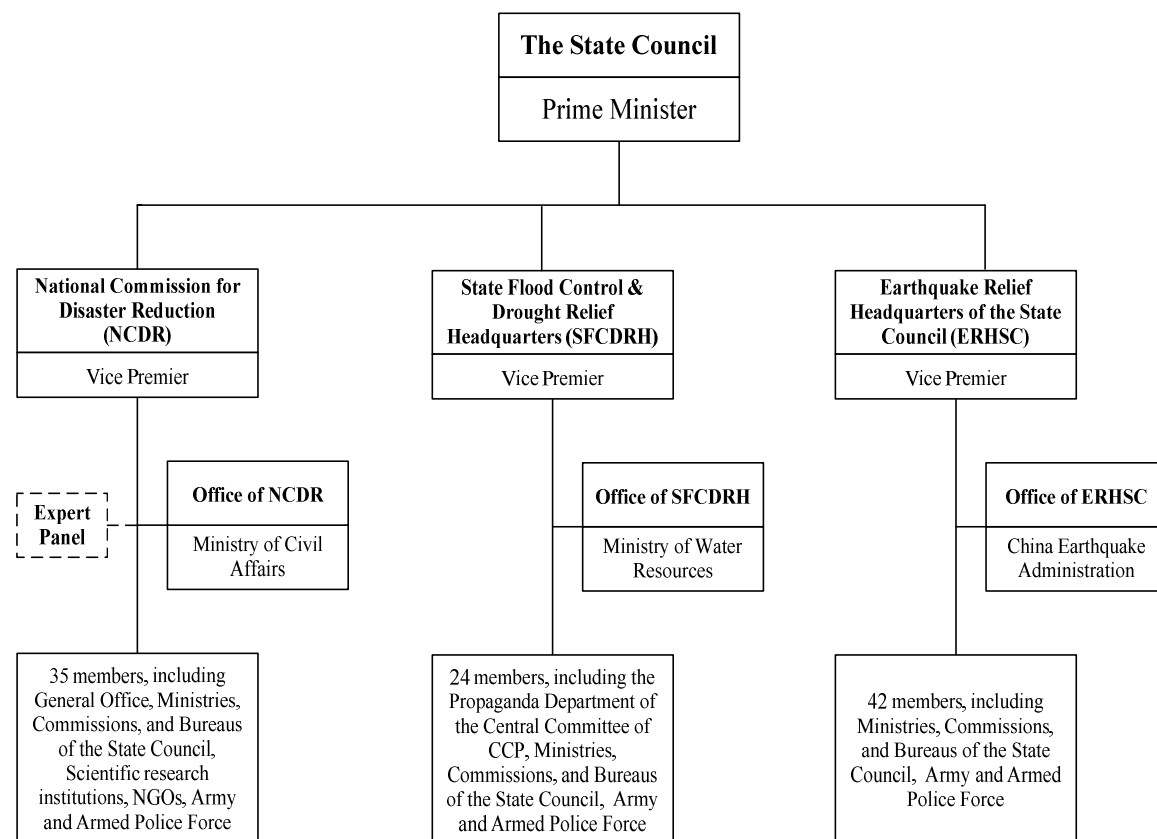 The State Council
Prime Minister
National Commission for
Disaster Reduction
(NCDR)
Vice Premier
State Flood Control &
Drought Relief
Headquarters (SFCDRH)
Vice Premier
Earthquake Relief
Headquarters of the State
Council (ERHSC)
Vice Premier
Expert
Panel
Office of NCDR
Ministry of Civil
Affairs
Office of SFCDRH
Ministry of Water
Resources
Office of ERHSC
China Earthquake
Administration
35 members, including
General Office, Ministries,
Commissions, and Bureaus
of the State Council,
Scientific research
institutions, NGOs, Army
and Armed Police Force
24 members, including the
Propaganda Department of
the Central Committee of
CCP, Ministries,
Commissions, and Bureaus
of the State Council, Army
and Armed Police Force
42 members, including
Ministries, Commissions,
and Bureaus of the State
Council, Army and Armed
Police Force